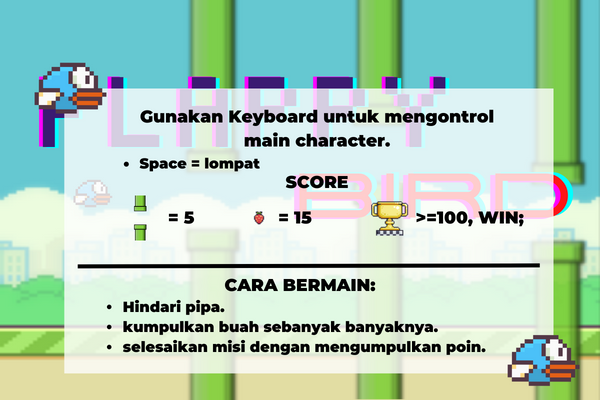 FLAPPY
BIRD
Gunakan Keyboard untuk mengontrol
main character.
• Space = lompat
SCORE
= 5 = 15 >=100, WIN;
CARA BERMAIN:
• Hindari pipa.
• kumpulkan buah sebanyak banyaknya.
• selesaikan misi dengan mengumpulkan poin.